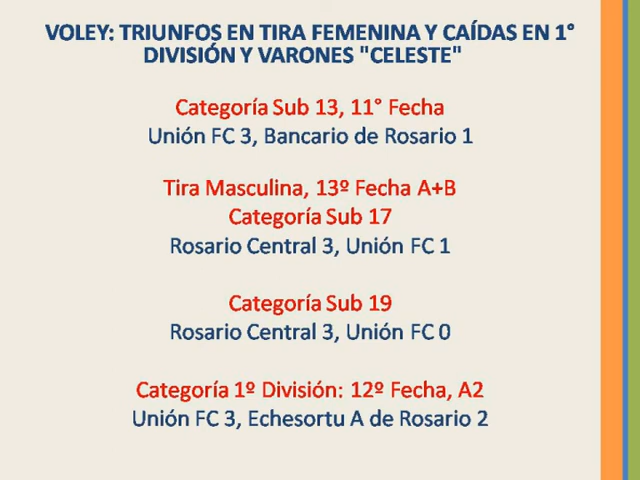 VOLEY: TRIUNFOS EN TIRA FEMENINA Y CAÍDAS EN 1°
DIVISIÓN Y VARONES "CELESTE"
Categoría Sub 13, 11° Fecha
Unión FC 3, Bancario de Rosario 1
Tira Masculina, 13º Fecha A+B
Categoría Sub 17
Rosario Central 3, Unión FC 1
Categoría Sub 19
Rosario Central 3, Unión FC 0
Categoría 1º División: 12º Fecha, A2
Unión FC 3, Echesortu A de Rosario 2